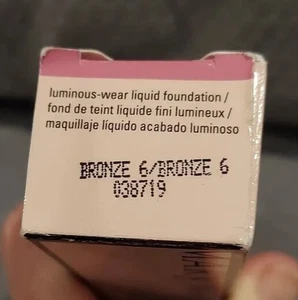 luminous-wear liquid foundation /
fond de teint liquide fini lumineux /
maquillaje líquido acabado luminoso
BRONZE 6/BRONZE 6
038719